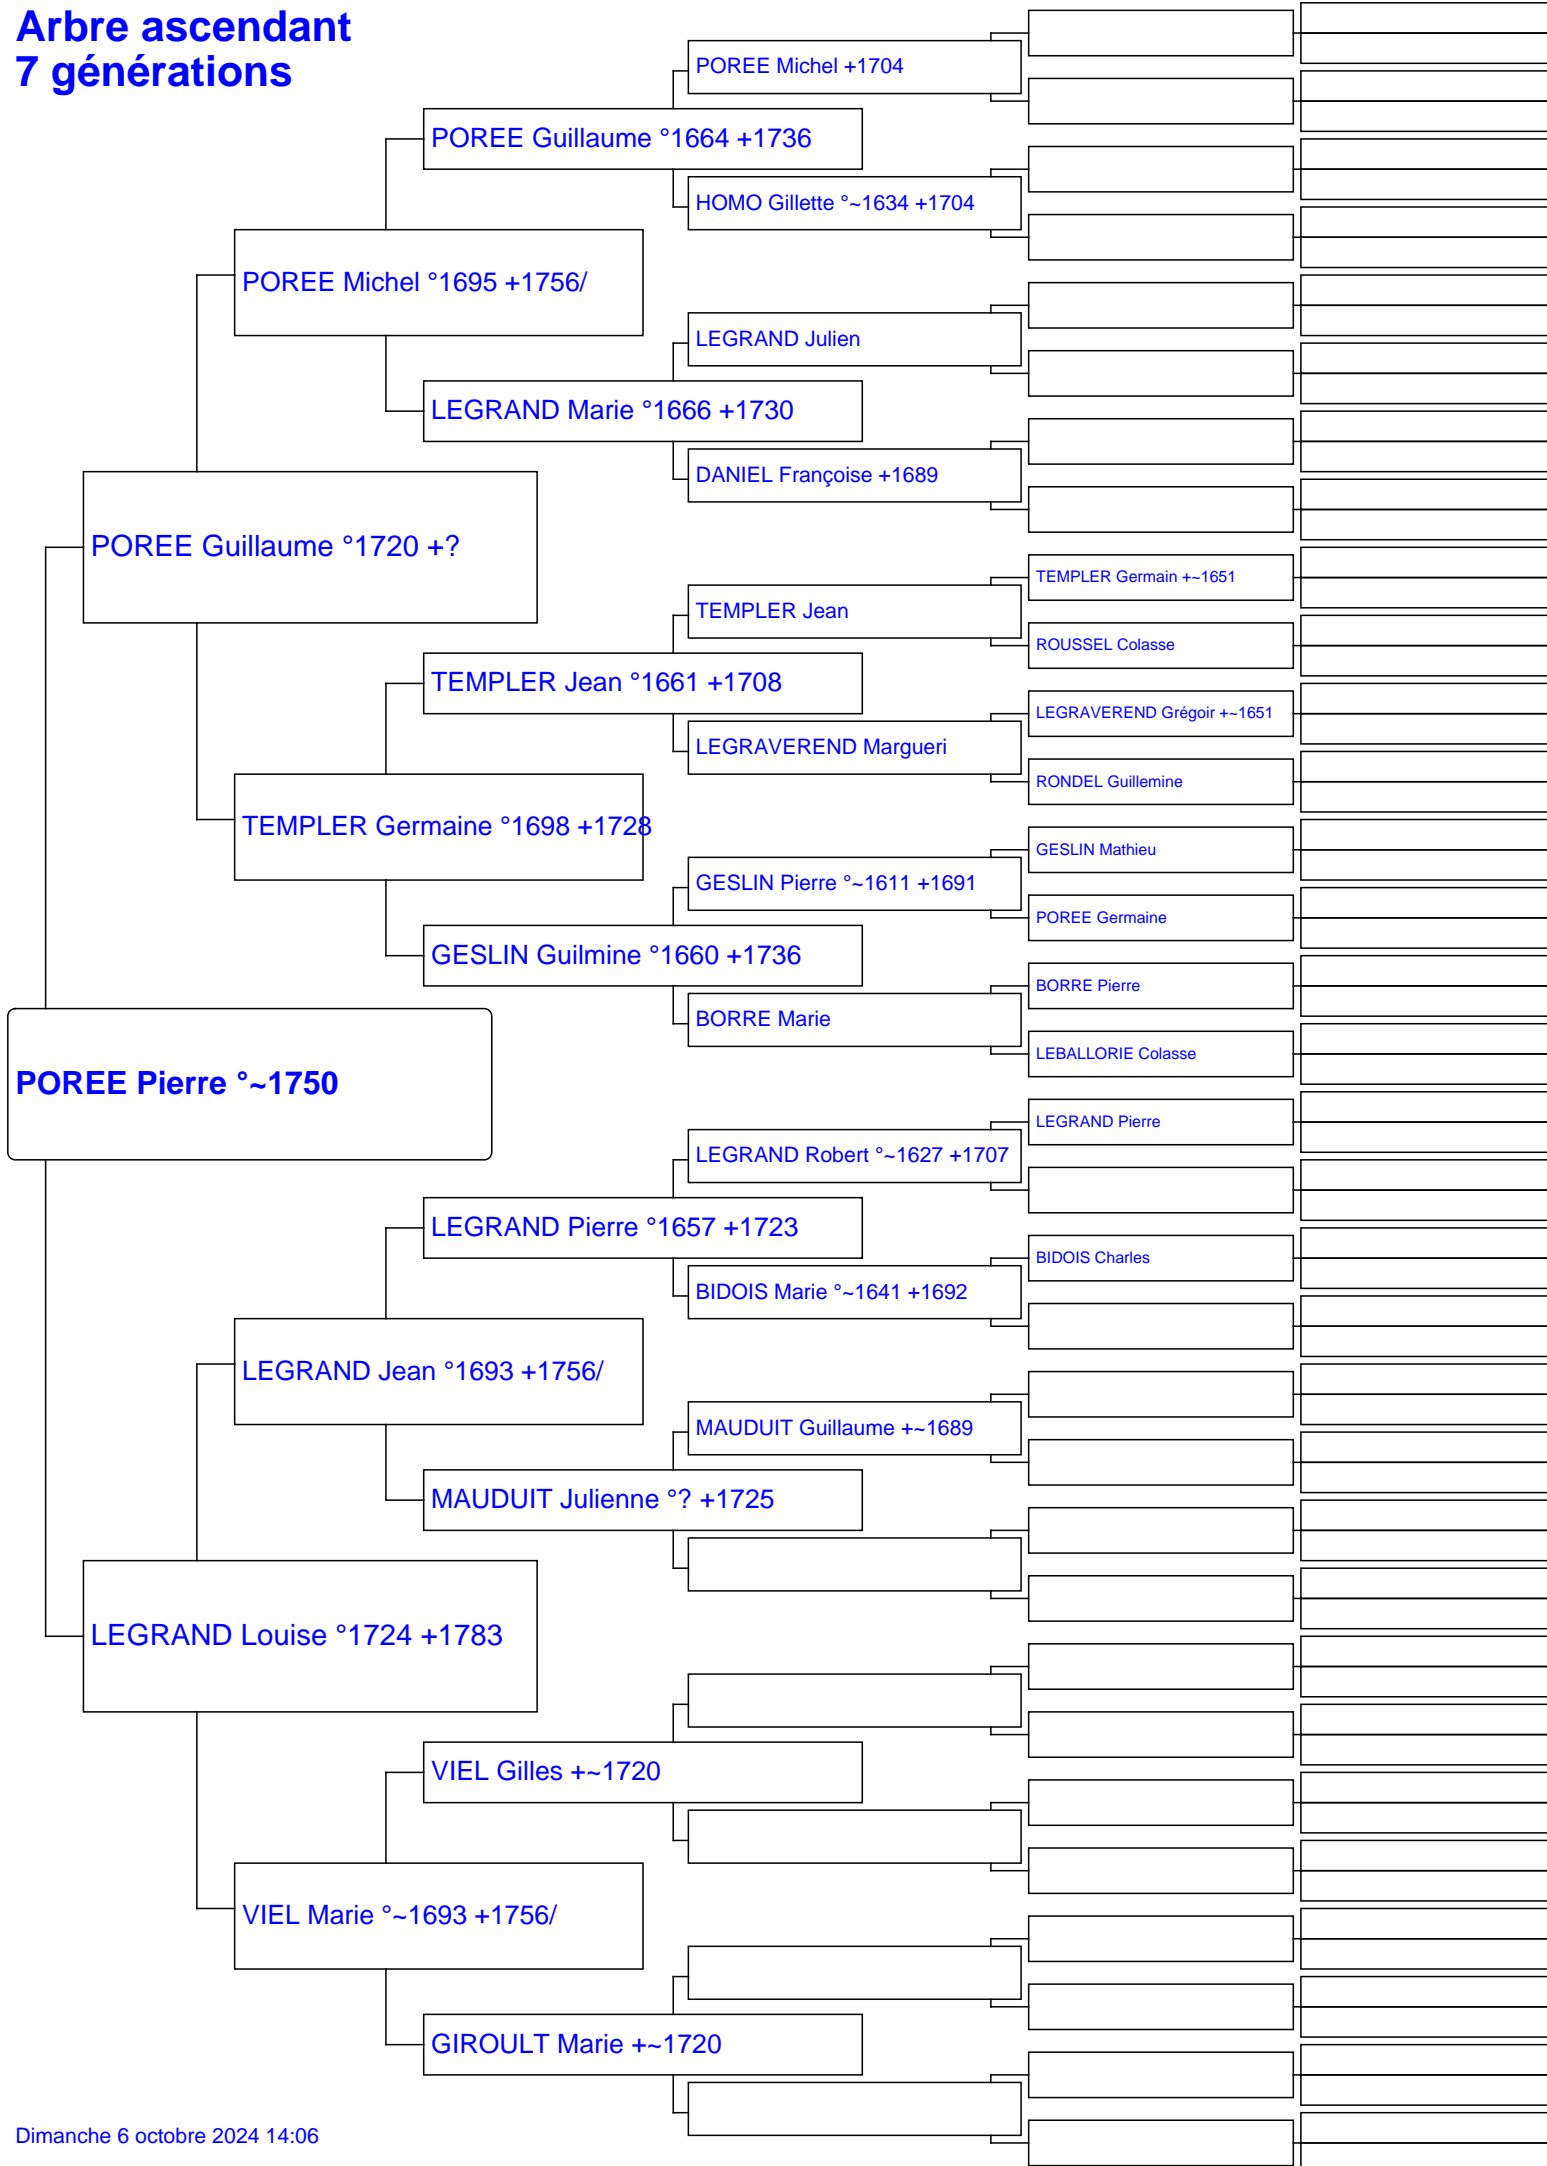 Arbre ascendant
7 générations
POREE Michel +1704
POREE Guillaume °1664 +1736
HOMO Gillette °~1634 +1704
POREE Michel °1695 +1756/
LEGRAND Julien
LEGRAND Marie °1666 +1730
DANIEL Françoise +1689
POREE Guillaume °1720 +?
TEMPLER Germain +~1651
TEMPLER Jean
ROUSSEL Colasse
TEMPLER Jean °1661 +1708
LEGRAVEREND Grégoir +~1651
LEGRAVEREND Margueri
RONDEL Guillemine
TEMPLER Germaine °1698 +1728
GESLIN Mathieu
GESLIN Pierre °~1611 +1691
POREE Germaine
GESLIN Guilmine °1660 +1736
BORRE Pierre
BORRE Marie
LEBALLORIE Colasse
POREE Pierre °~1750
LEGRAND Pierre
LEGRAND Robert °~1627 +1707
LEGRAND Pierre °1657 +1723
BIDOIS Charles
BIDOIS Marie °~1641 +1692
LEGRAND Jean °1693 +1756/
MAUDUIT Guillaume +~1689
MAUDUIT Julienne °? +1725
LEGRAND Louise °1724 +1783
VIEL Gilles +~1720
VIEL Marie °~1693 +1756/
GIROULT Marie +~1720
Dimanche 6 octobre 2024 14:06